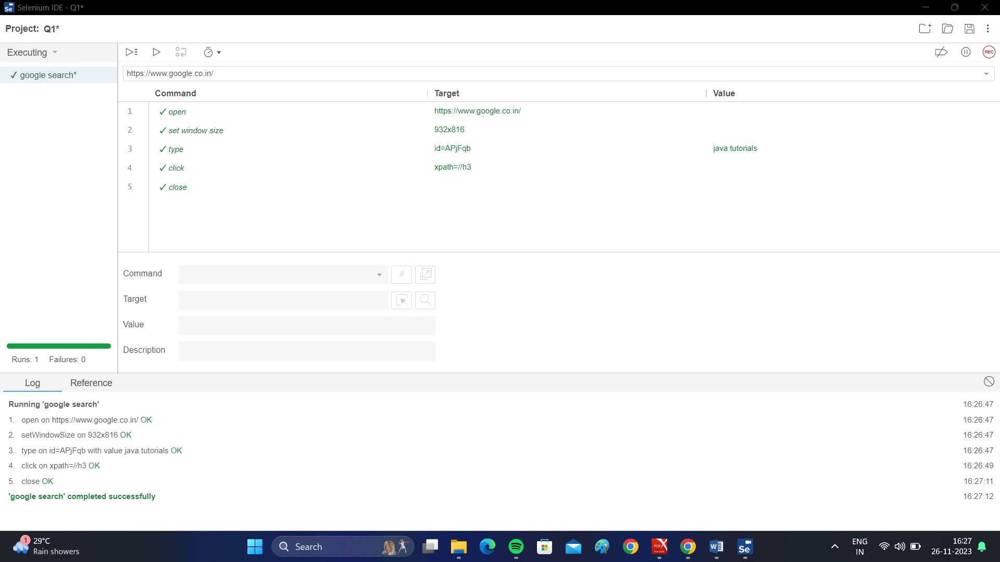 Selenium IDE - Q1*
Project: Q1*
Executing
✓ google search*
https://www.google.co.in/
Command Target Value
1 ✓ open https://www.google.co.in/
2 ✓ set window size 932x816
3 ✓ type id=APjFqb java tutorials
4 ✓ click xpath=//h3
5 ✓ close
Command //
Target
Value
Description
Runs: 1 Failures: 0
REC
Log Reference
Running 'google search' 16:26:47
1. open on https://www.google.co.in/ OK 16:26:47
2. setWindowSize on 932x816 OK 16:26:47
3. type on id=APjFqb with value java tutorials OK 16:26:47
4. click on xpath=//h3 OK 16:26:49
5. close OK 16:27:11
'google search' completed successfully 16:27:12
1 29°C
Rain showers
Search
PDF
W
Se
ENG
IN
16:27
26-11-2023